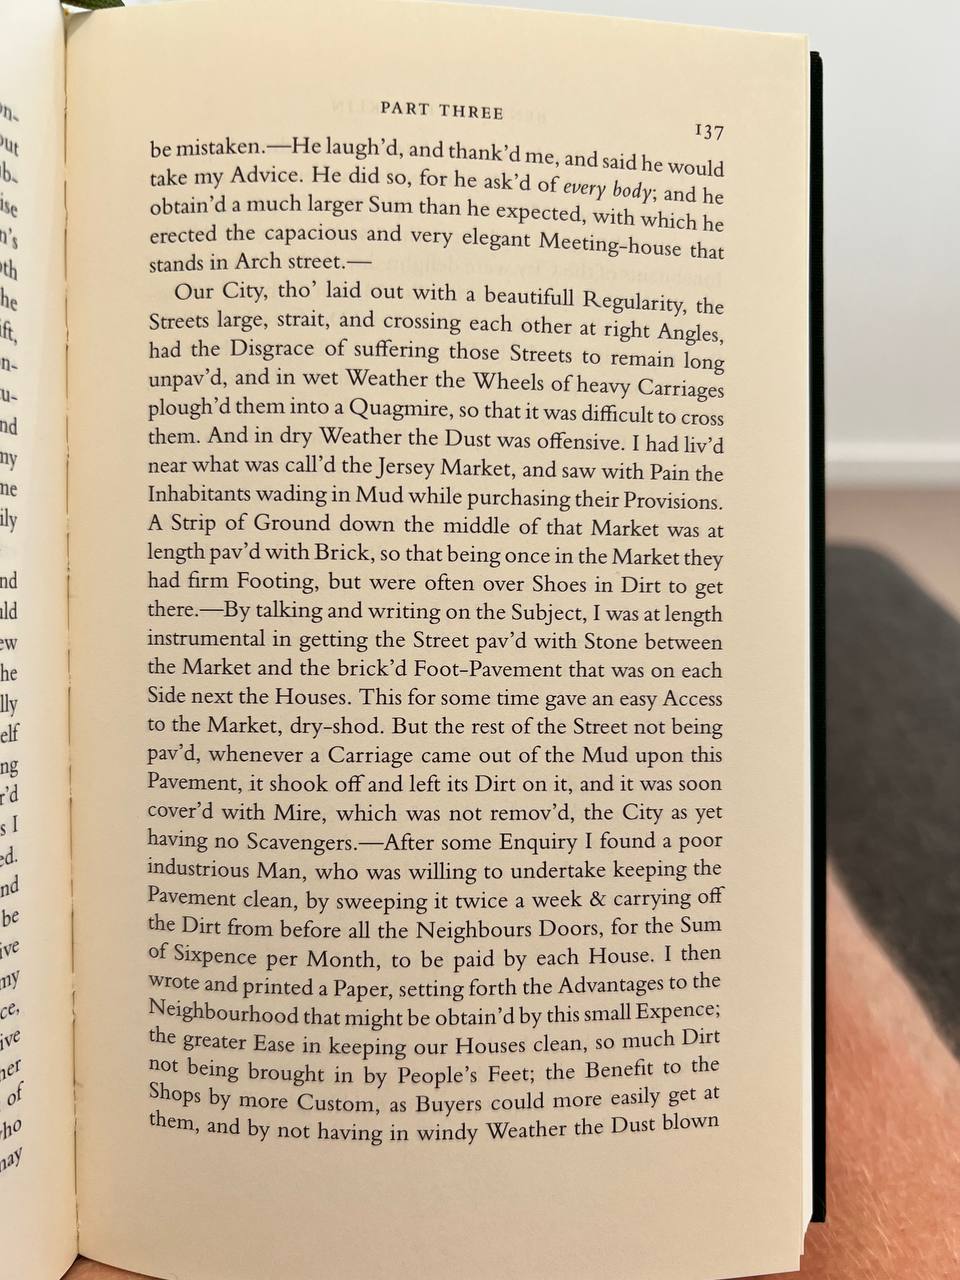 PART THREE
137
be mistaken.—He laugh’d, and thank’d me, and said he would
take my Advice. He did so, for he ask’d of every body; and he
obtain’d a much larger Sum than he expected, with which he
erected the capacious and very elegant Meeting-house that
stands in Arch street.—
Our City, tho’ laid out with a beautifull Regularity, the
Streets large, strait, and crossing each other at right Angles,
had the Disgrace of suffering those Streets to remain long
unpav’d, and in wet Weather the Wheels of heavy Carriages
plough’d them into a Quagmire, so that it was difficult to cross
them. And in dry Weather the Dust was offensive. I had liv’d
near what was call’d the Jersey Market, and saw with Pain the
Inhabitants wading in Mud while purchasing their Provisions.
A Strip of Ground down the middle of that Market was at
length pav’d with Brick, so that being once in the Market they
had firm Footing, but were often over Shoes in Dirt to get
there.—By talking and writing on the Subject, I was at length
instrumental in getting the Street pav’d with Stone between
the Market and the brick’d Foot-Pavement that was on each
Side next the Houses. This for some time gave an easy Access
to the Market, dry-shod. But the rest of the Street not being
pav’d, whenever a Carriage came out of the Mud upon this
Pavement, it shook off and left its Dirt on it, and it was soon
cover’d with Mire, which was not remov’d, the City as yet
having no Scavengers.—After some Enquiry I found a poor
industrious Man, who was willing to undertake keeping the
Pavement clean, by sweeping it twice a week & carrying off
the Dirt from before all the Neighbours Doors, for the Sum
of Sixpence per Month, to be paid by each House. I then
wrote and printed a Paper, setting forth the Advantages to the
Neighbourhood that might be obtain’d by this small Expence;
the greater Ease in keeping our Houses clean, so much Dirt
not being brought in by People’s Feet; the Benefit to the
Shops by more Custom, as Buyers could more easily get at
them, and by not having in windy Weather the Dust blown